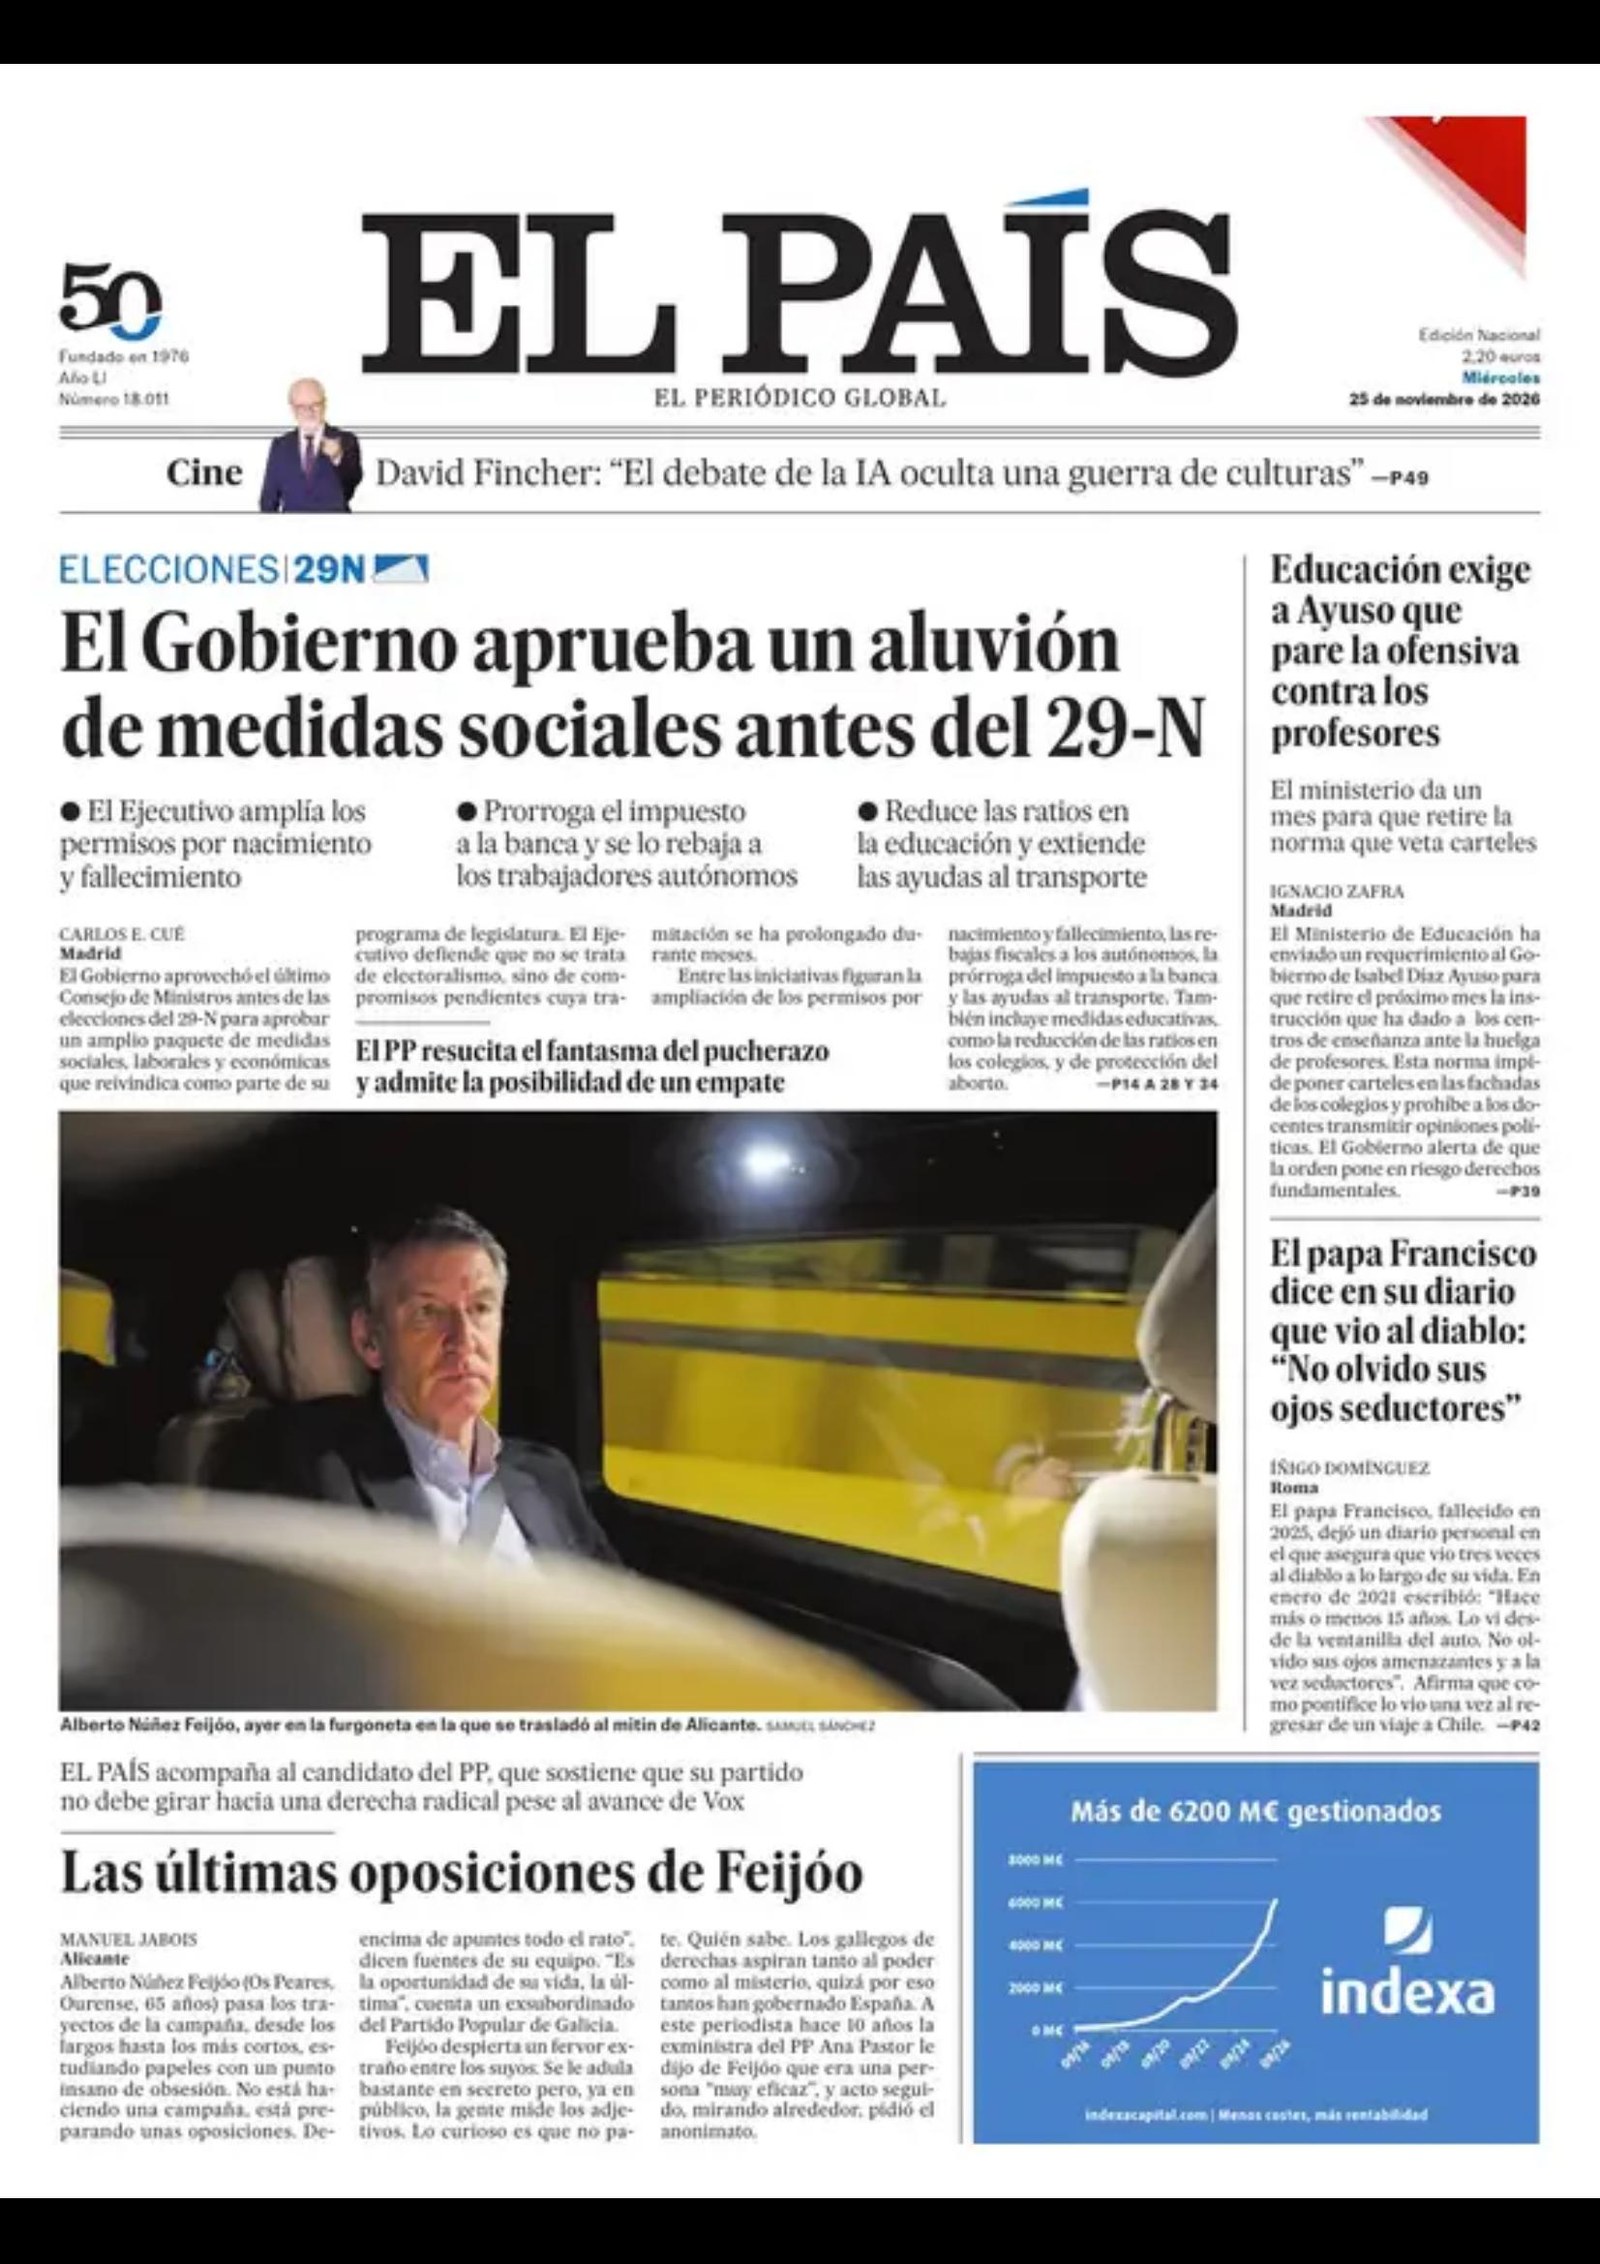 EL PAÍS
EL PERIÓDICO GLOBAL
50
Fundado en 1976
Año LI
Número 18.011
Edición Nacional
2,20 euros
Miércoles
25 de noviembre de 2026
Cine David Fincher: “El debate de la IA oculta una guerra de culturas” —P49
ELECCIONES|29N
El Gobierno aprueba un aluvión
de medidas sociales antes del 29-N
● El Ejecutivo amplía los
permisos por nacimiento
y fallecimiento
● Prorroga el impuesto
a la banca y se lo rebaja a
los trabajadores autónomos
● Reduce las ratios en
la educación y extiende
las ayudas al transporte
CARLOS E. CUÉ
Madrid
El Gobierno aprovechó el último
Consejo de Ministros antes de las
elecciones del 29-N para aprobar
un amplio paquete de medidas
sociales, laborales y económicas
que reivindica como parte de su
programa de legislatura. El Eje-
cutivo defiende que no se trata
de electoralismo, sino de com-
promisos pendientes cuya tra-
mitación se ha prolongado du-
rante meses.
Entre las iniciativas figuran la
ampliación de los permisos por
nacimiento y fallecimiento, las re-
bajas fiscales a los autónomos, la
prórroga del impuesto a la banca
y las ayudas al transporte. Tam-
bién incluye medidas educativas,
como la reducción de las ratios en
los colegios, y de protección del
aborto. —P14 A 28 Y 34
El PP resucita el fantasma del pucherazo
y admite la posibilidad de un empate
Alberto Núñez Feijóo, ayer en la furgoneta en la que se trasladó al mitin de Alicante. SAMUEL SÁNCHEZ
EL PAÍS acompaña al candidato del PP, que sostiene que su partido
no debe girar hacia una derecha radical pese al avance de Vox
Las últimas oposiciones de Feijóo
MANUEL JABOIS
Alicante
Alberto Núñez Feijóo (Os Peares,
Ourense, 65 años) pasa los tra-
yectos de la campaña, desde los
largos hasta los más cortos, es-
tudiando papeles con un punto
insano de obsesión. No está ha-
ciendo una campaña, está pre-
parando unas oposiciones. De-
encima de apuntes todo el rato”,
dicen fuentes de su equipo. “Es
la oportunidad de su vida, la úl-
tima”, cuenta un exsubordinado
del Partido Popular de Galicia.
Feijóo despierta un fervor ex-
traño entre los suyos. Se le adula
bastante en secreto pero, ya en
público, la gente mide los adje-
tivos. Lo curioso es que no pa-
te. Quién sabe. Los gallegos de
derechas aspiran tanto al poder
como al misterio, quizá por eso
tantos han gobernado España. A
este periodista hace 10 años la
exministra del PP Ana Pastor le
dijo de Feijóo que era una per-
sona “muy eficaz”, y acto segui-
do, mirando alrededor, pidió el
anonimato.
Educación exige
a Ayuso que
pare la ofensiva
contra los
profesores
El ministerio da un
mes para que retire la
norma que veta carteles
IGNACIO ZAFRA
Madrid
El Ministerio de Educación ha
enviado un requerimiento al Go-
bierno de Isabel Díaz Ayuso para
que retire el próximo mes la ins-
trucción que ha dado a los cen-
tros de enseñanza ante la huelga
de profesores. Esta norma impi-
de poner carteles en las fachadas
de los colegios y prohíbe a los do-
centes transmitir opiniones polí-
ticas. El Gobierno alerta de que
la orden pone en riesgo derechos
fundamentales. —P39
El papa Francisco
dice en su diario
que vio al diablo:
“No olvido sus
ojos seductores”
ÍÑIGO DOMÍNGUEZ
Roma
El papa Francisco, fallecido en
2025, dejó un diario personal en
el que asegura que vio tres veces
al diablo a lo largo de su vida. En
enero de 2021 escribió: “Hace
más o menos 15 años. Lo vi des-
de la ventanilla del auto. No ol-
vido sus ojos amenazantes y a la
vez seductores”. Afirma que co-
mo pontífice lo vio una vez al re-
gresar de un viaje a Chile. —P42
Más de 6200 M€ gestionados
8000 M€
6000 M€
4000 M€
2000 M€
0 M€
09/16 09/18 09/20 09/22 09/24 09/26
indexa
indexacapital.com | Menos costes, más rentabilidad